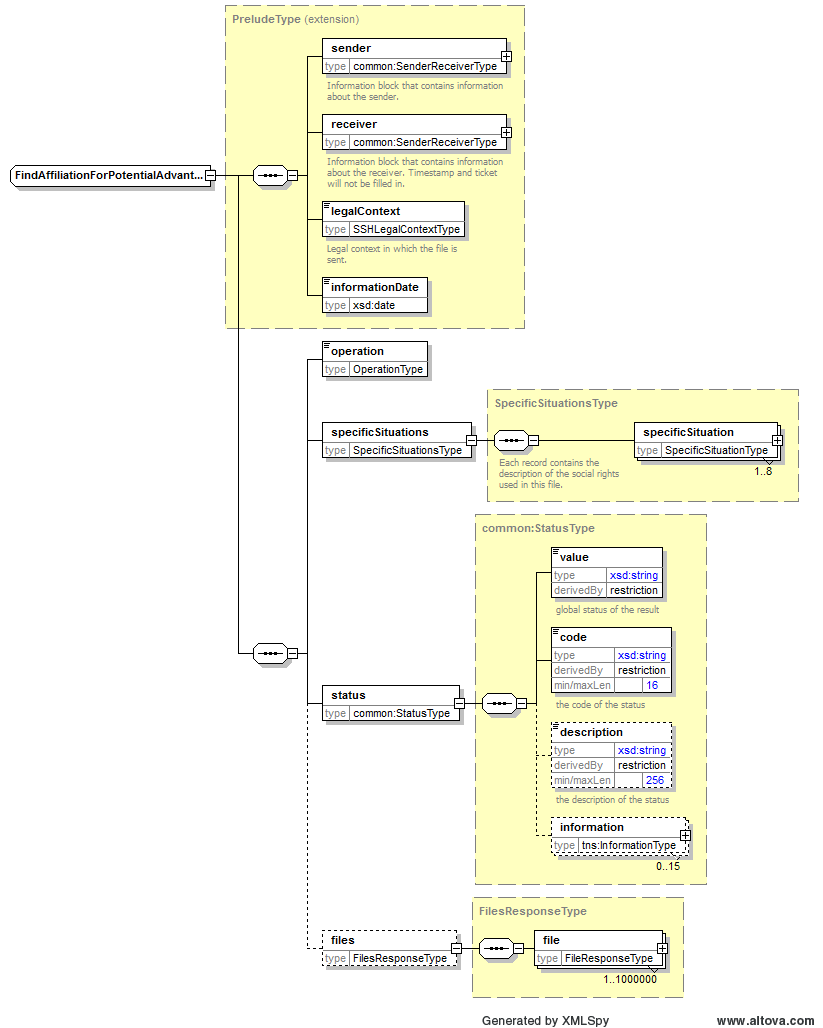 PreludeType (extension)
sender
type common:SenderReceiverType
Information block that contains information
about the sender.
receiver
type common:SenderReceiverType
Information block that contains information
about the receiver. Timestamp and ticket
will not be filled in.
FindAffiliationForPotentialAdvant...
legalContext
type SSHLegalContextType
Legal context in which the file is
sent.
informationDate
type xsd:date
operation
type OperationType
SpecificSituationsType
specificSituations
type SpecificSituationsType
specificSituation
type SpecificSituationType
1..8
Each record contains the
description of the social rights
used in this file.
common:StatusType
value
type xsd:string
derivedBy restriction
global status of the result
code
type xsd:string
derivedBy restriction
min/maxLen 16
the code of the status
status
type common:StatusType
description
type xsd:string
derivedBy restriction
min/maxLen 256
the description of the status
information
type tns:InformationType
0..15
FilesResponseType
files
type FilesResponseType
file
type FileResponseType
1..1000000
Generated by XMLSpy
www.altova.com